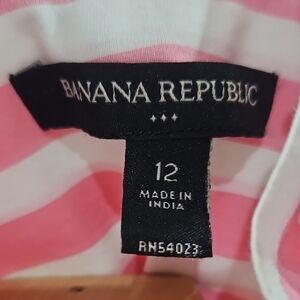 BANANA REPUBLIC
12
MADE IN
INDIA
RN54023